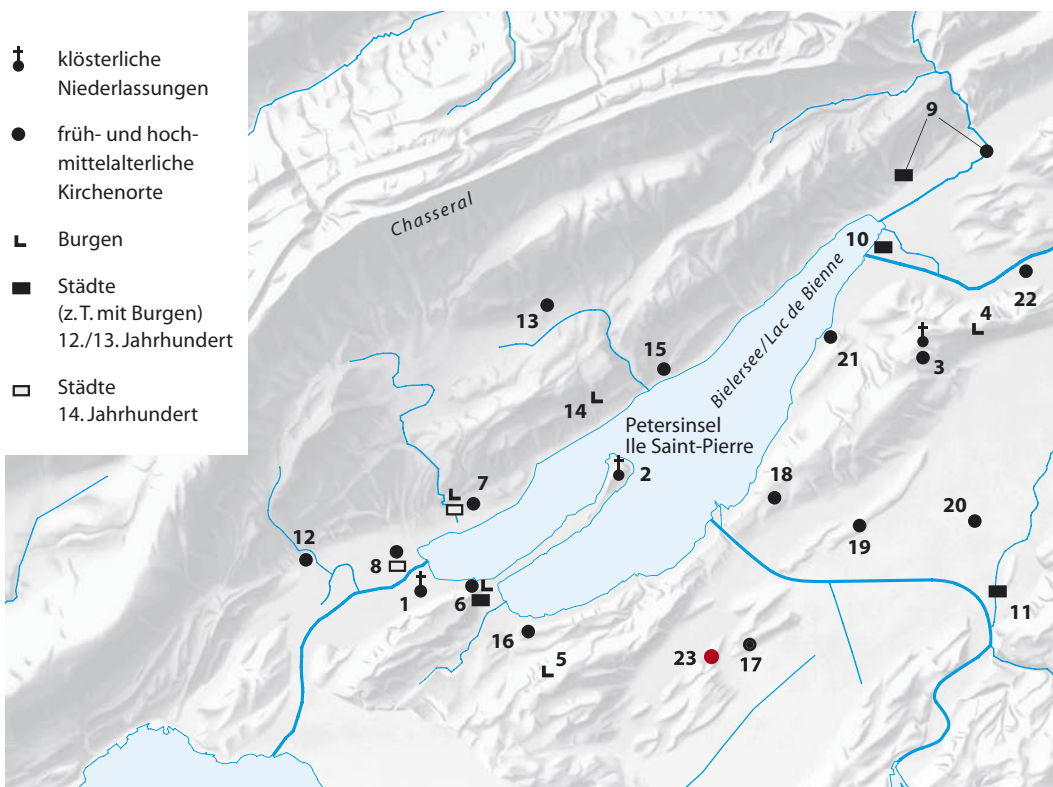 klösterliche
Niederlassungen
früh- und hoch-
mittelalterliche
Kirchenorte
Burgen
Städte
(z.T. mit Burgen)
12./13. Jahrhundert
Städte
14. Jahrhundert
9
Chasseral
10
Bielersee/Lac de Bienne
22
4
13
15
21
3
14
Petersinsel
Ile Saint-Pierre
2
7
18
20
12
19
8
1
6
11
16
5
23
17